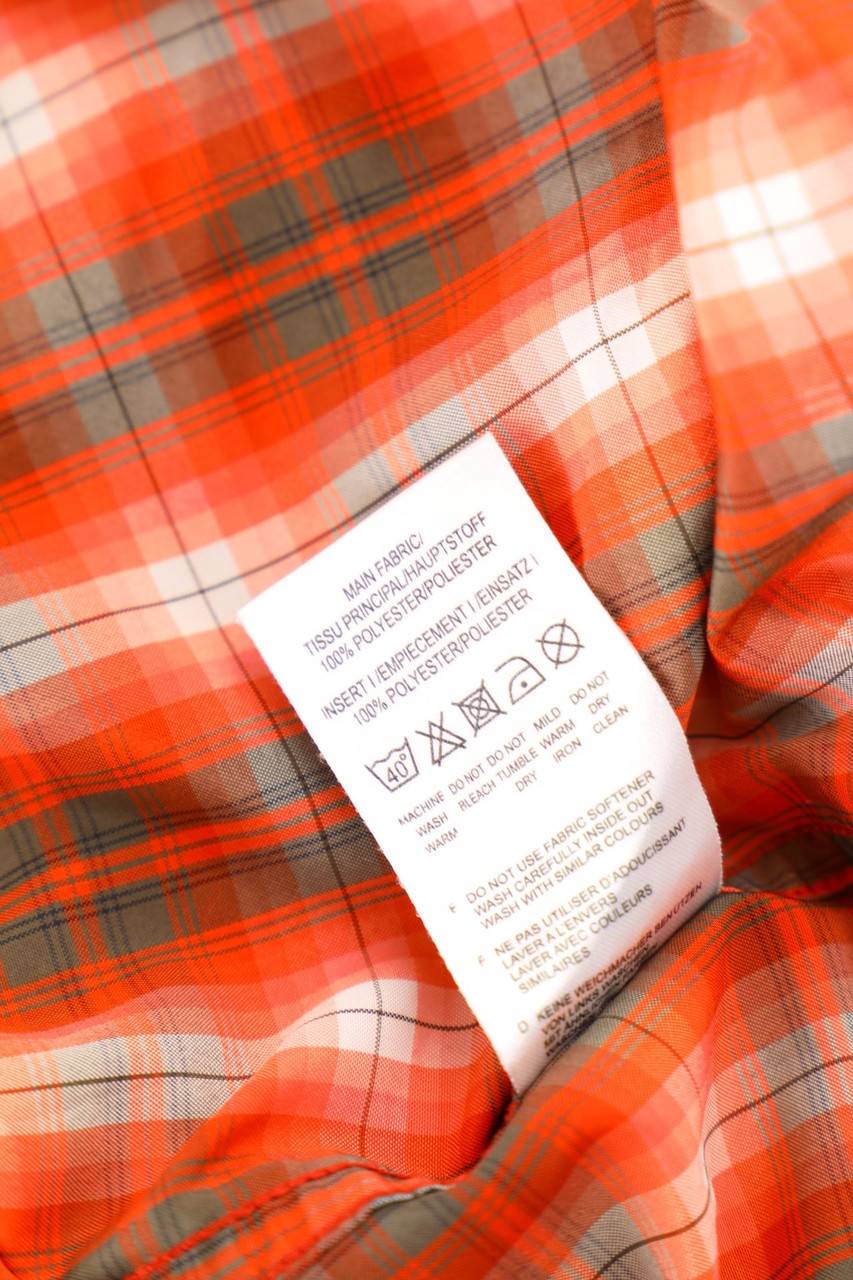 MAIN FABRIC/
TISSU PRINCIPAL/HAUPTSTOFF
100% POLYESTER/POLIESTER
INSERT I /EMPIECEMENT I /EINSATZ I
100% POLYESTER/POLIESTER
40°
MACHINE DO NOT DO NOT MILD DO NOT
WASH BLEACH TUMBLE WARM DRY
WARM DRY IRON CLEAN
DO NOT USE FABRIC SOFTENER
WASH CAREFULLY INSIDE OUT
WASH WITH SIMILAR COLOURS
F NE PAS UTILISER D'ADOUCISSANT
LAVER A L'ENVERS
LAVER AVEC COULEURS
SIMILAIRES
D KEINE WEICHMACHER BENUTZEN
VON LINKS